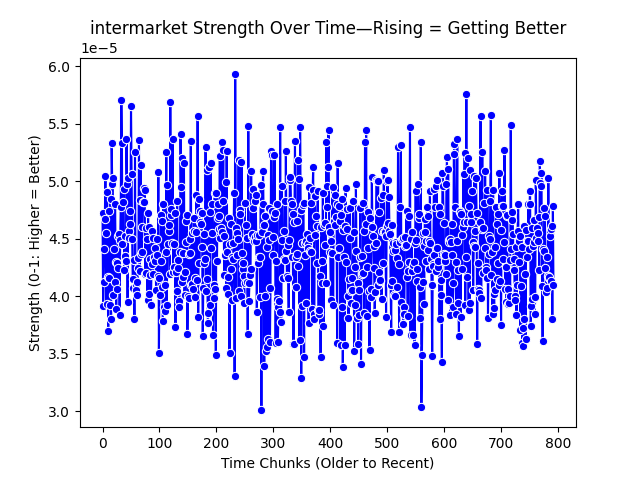 intermarket Strength Over Time—Rising = Getting Better
1e−5
6.0
5.5
5.0
4.5
4.0
3.5
3.0
Strength (0-1: Higher = Better)
0 100 200 300 400 500 600 700 800
Time Chunks (Older to Recent)